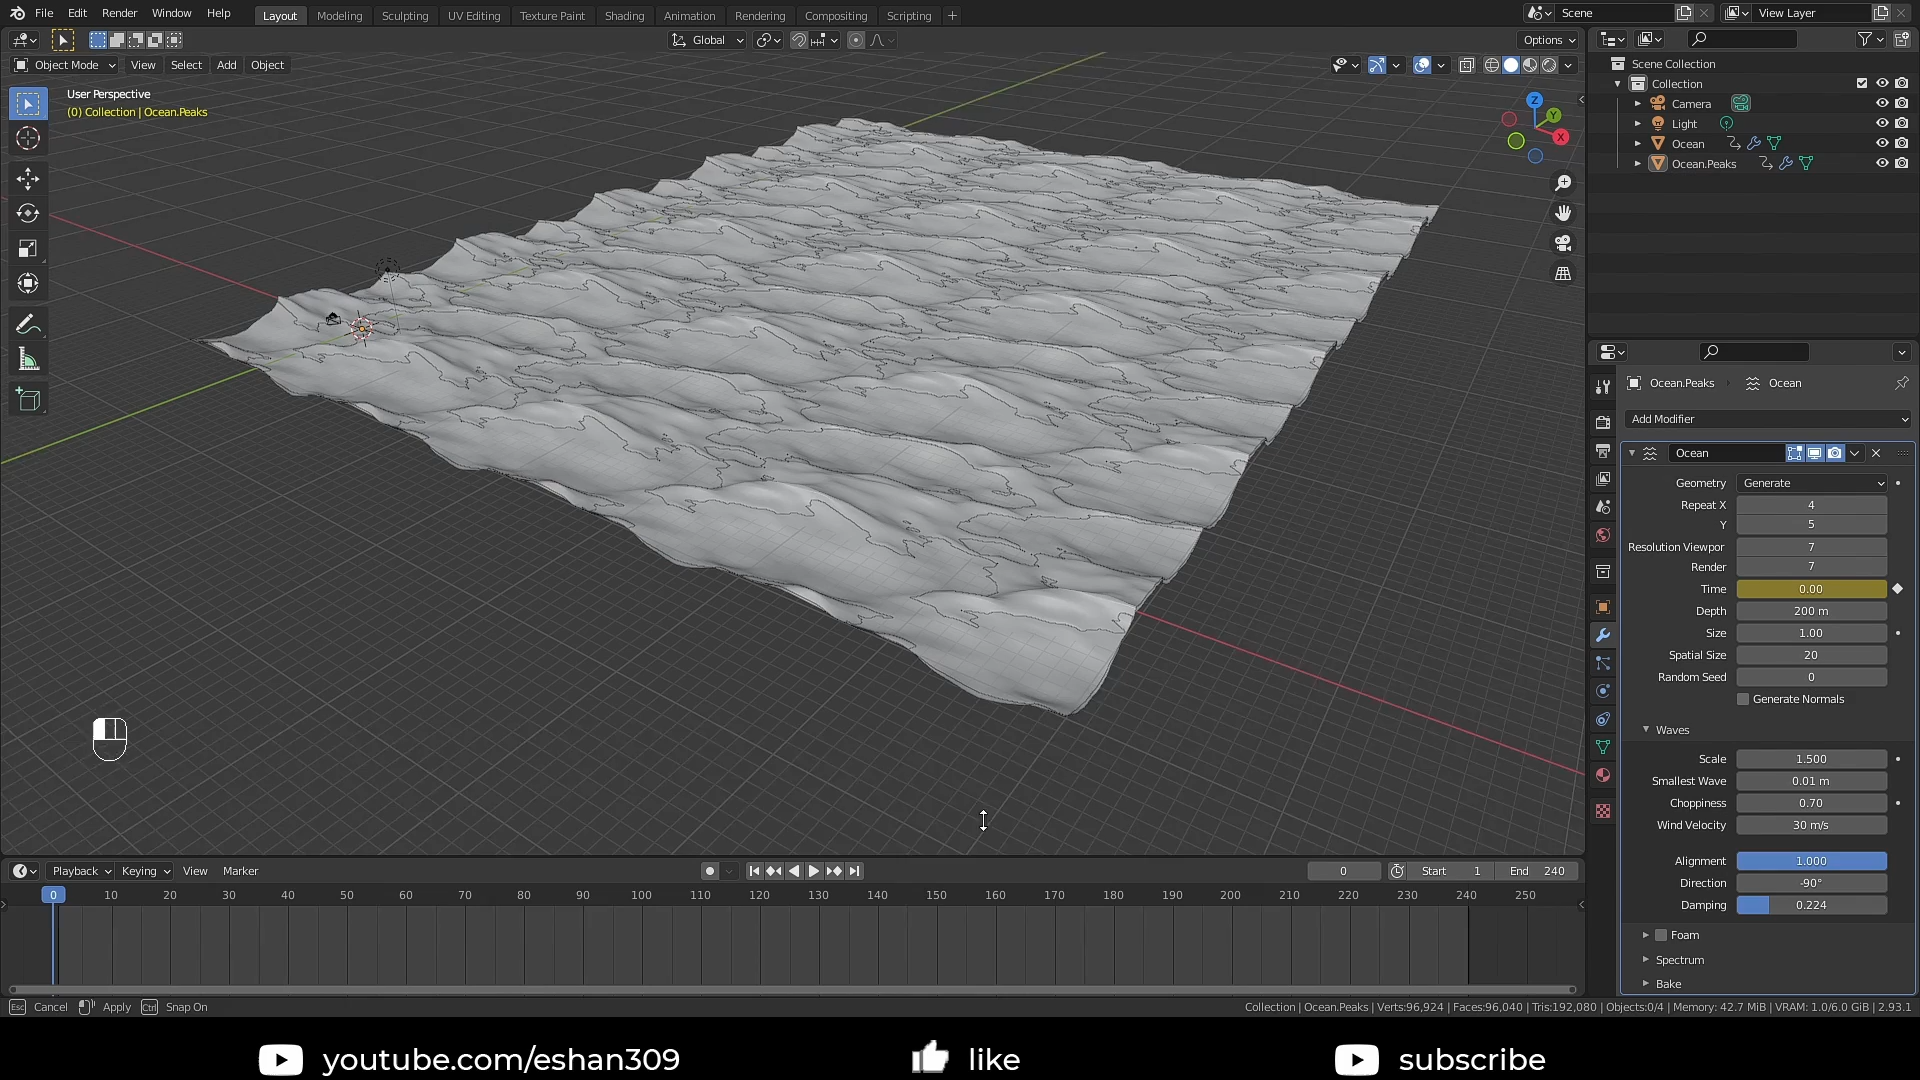 File Edit Render Window Help Layout Modeling Sculpting UV Editing Texture Paint Shading Animation Rendering Compositing Scripting + Scene View Layer
Global Options
Object Mode View Select Add Object
User Perspective
(0) Collection | Ocean.Peaks
Z
Y
X
Scene Collection
Collection
Camera
Light
Ocean
Ocean.Peaks
Ocean.Peaks Ocean
Add Modifier
Ocean
Geometry Generate
Repeat X 4
Y 5
Resolution Viewpor 7
Render 7
Time 0.00
Depth 200 m
Size 1.00
Spatial Size 20
Random Seed 0
Generate Normals
Waves
Scale 1.500
Smallest Wave 0.01 m
Choppiness 0.70
Wind Velocity 30 m/s
Alignment 1.000
Direction -90°
Damping 0.224
Foam
Spectrum
Bake
Playback Keying View Marker 0 Start 1 End 240
0 10 20 30 40 50 60 70 80 90 100 110 120 130 140 150 160 170 180 190 200 210 220 230 240 250
Esc Cancel Apply Ctrl Snap On Collection | Ocean.Peaks | Verts:96,924 | Faces:96,040 | Tris:192,080 | Objects:0/4 | Memory: 42.7 MiB | VRAM: 1.0/6.0 GiB | 2.93.1
youtube.com/eshan309 like subscribe